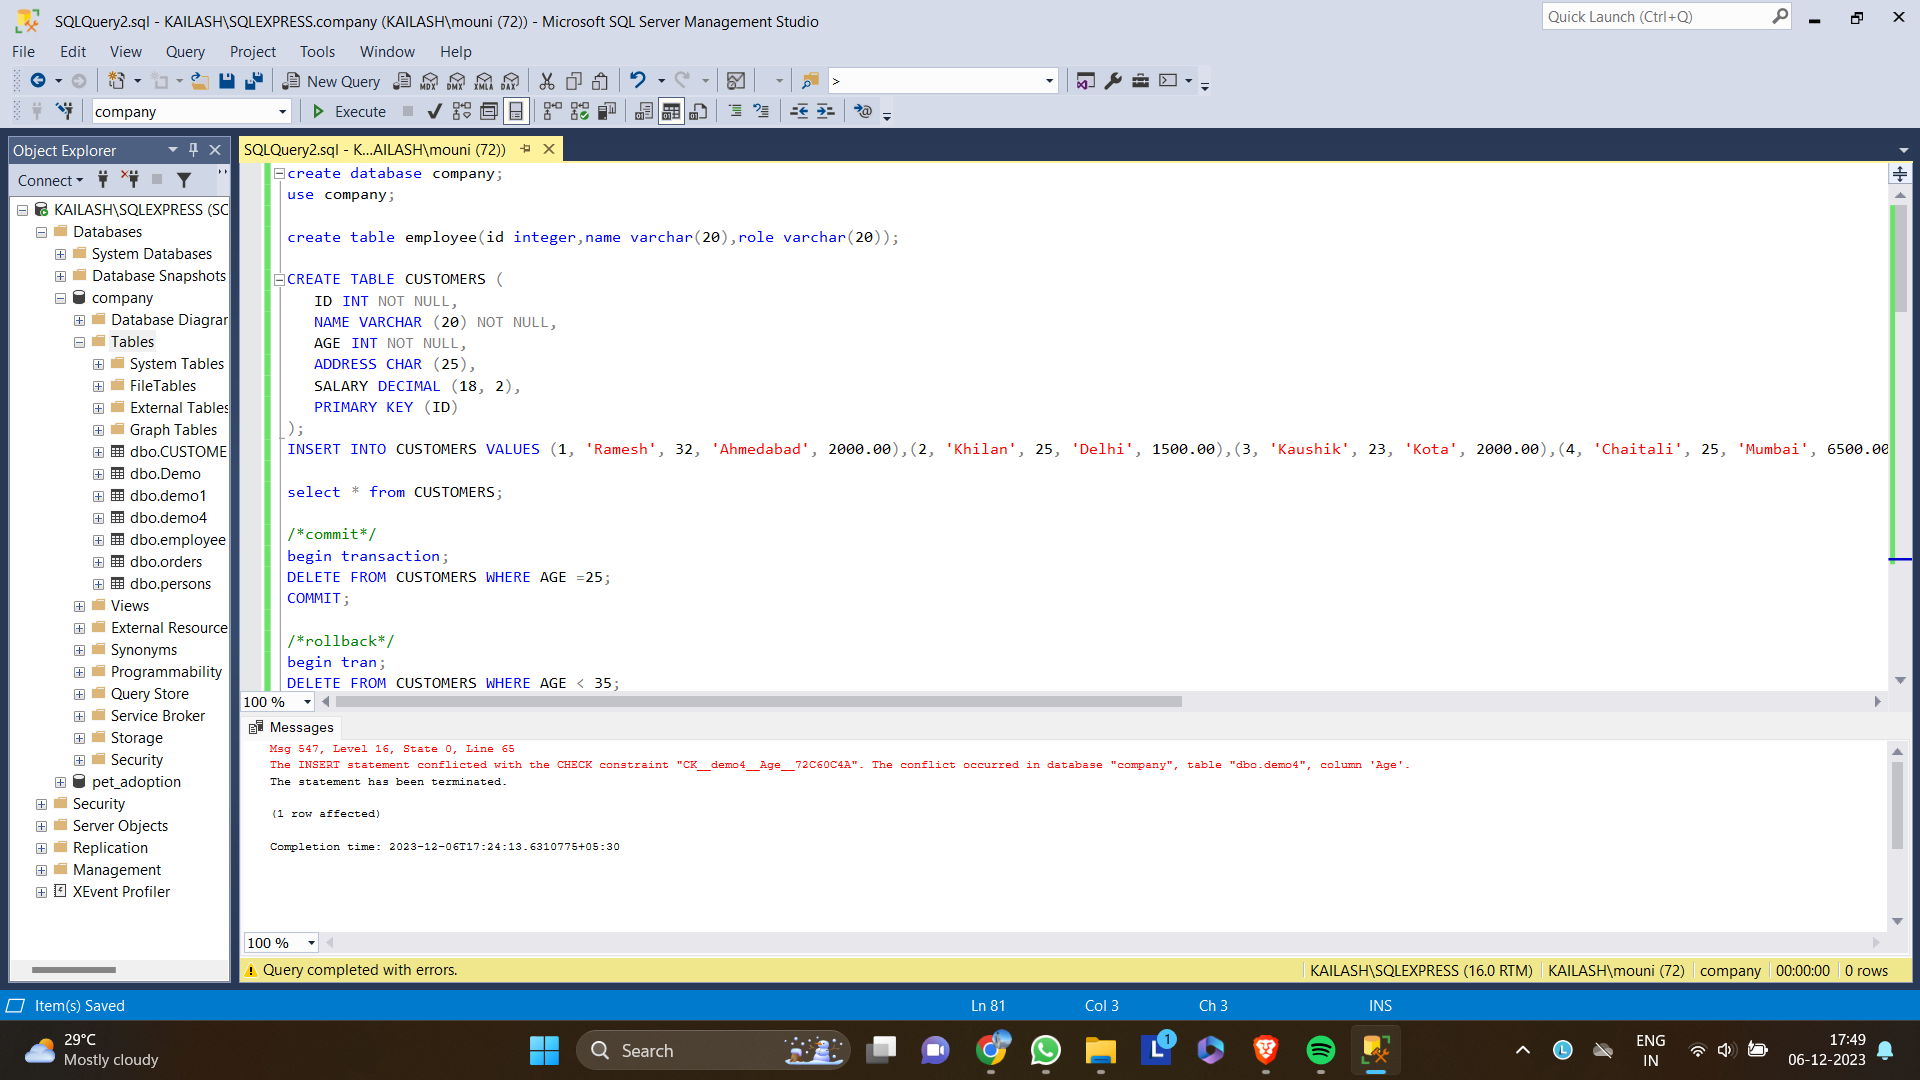 SQLQuery2.sql - KAILASH\SQLEXPRESS.company (KAILASH\mouni (72)) - Microsoft SQL Server Management Studio
Quick Launch (Ctrl+Q)
File Edit View Query Project Tools Window Help
New Query MDX DMX XMLA DAX >
company Execute
Object Explorer
SQLQuery2.sql - K...AILASH\mouni (72))
Connect
KAILASH\SQLEXPRESS (SC
Databases
System Databases
Database Snapshots
company
Database Diagrar
Tables
System Tables
FileTables
External Tables
Graph Tables
dbo.CUSTOME
dbo.Demo
dbo.demo1
dbo.demo4
dbo.employee
dbo.orders
dbo.persons
Views
External Resource
Synonyms
Programmability
Query Store
Service Broker
Storage
Security
pet_adoption
Security
Server Objects
Replication
Management
XEvent Profiler
create database company;
use company;
create table employee(id integer,name varchar(20),role varchar(20));
CREATE TABLE CUSTOMERS (
ID INT NOT NULL,
NAME VARCHAR (20) NOT NULL,
AGE INT NOT NULL,
ADDRESS CHAR (25),
SALARY DECIMAL (18, 2),
PRIMARY KEY (ID)
);
INSERT INTO CUSTOMERS VALUES (1, 'Ramesh', 32, 'Ahmedabad', 2000.00),(2, 'Khilan', 25, 'Delhi', 1500.00),(3, 'Kaushik', 23, 'Kota', 2000.00),(4, 'Chaitali', 25, 'Mumbai', 6500.00
select * from CUSTOMERS;
/*commit*/
begin transaction;
DELETE FROM CUSTOMERS WHERE AGE =25;
COMMIT;
/*rollback*/
begin tran;
DELETE FROM CUSTOMERS WHERE AGE < 35;
100 %
Messages
Msg 547, Level 16, State 0, Line 65
The INSERT statement conflicted with the CHECK constraint "CK__demo4__Age__72C60C4A". The conflict occurred in database "company", table "dbo.demo4", column 'Age'.
The statement has been terminated.
(1 row affected)
Completion time: 2023-12-06T17:24:13.6310775+05:30
100 %
Query completed with errors.
KAILASH\SQLEXPRESS (16.0 RTM) KAILASH\mouni (72) company 00:00:00 0 rows
Item(s) Saved Ln 81 Col 3 Ch 3 INS
29°C
Mostly cloudy
Search
L
1
L
ENG
IN
17:49
06-12-2023